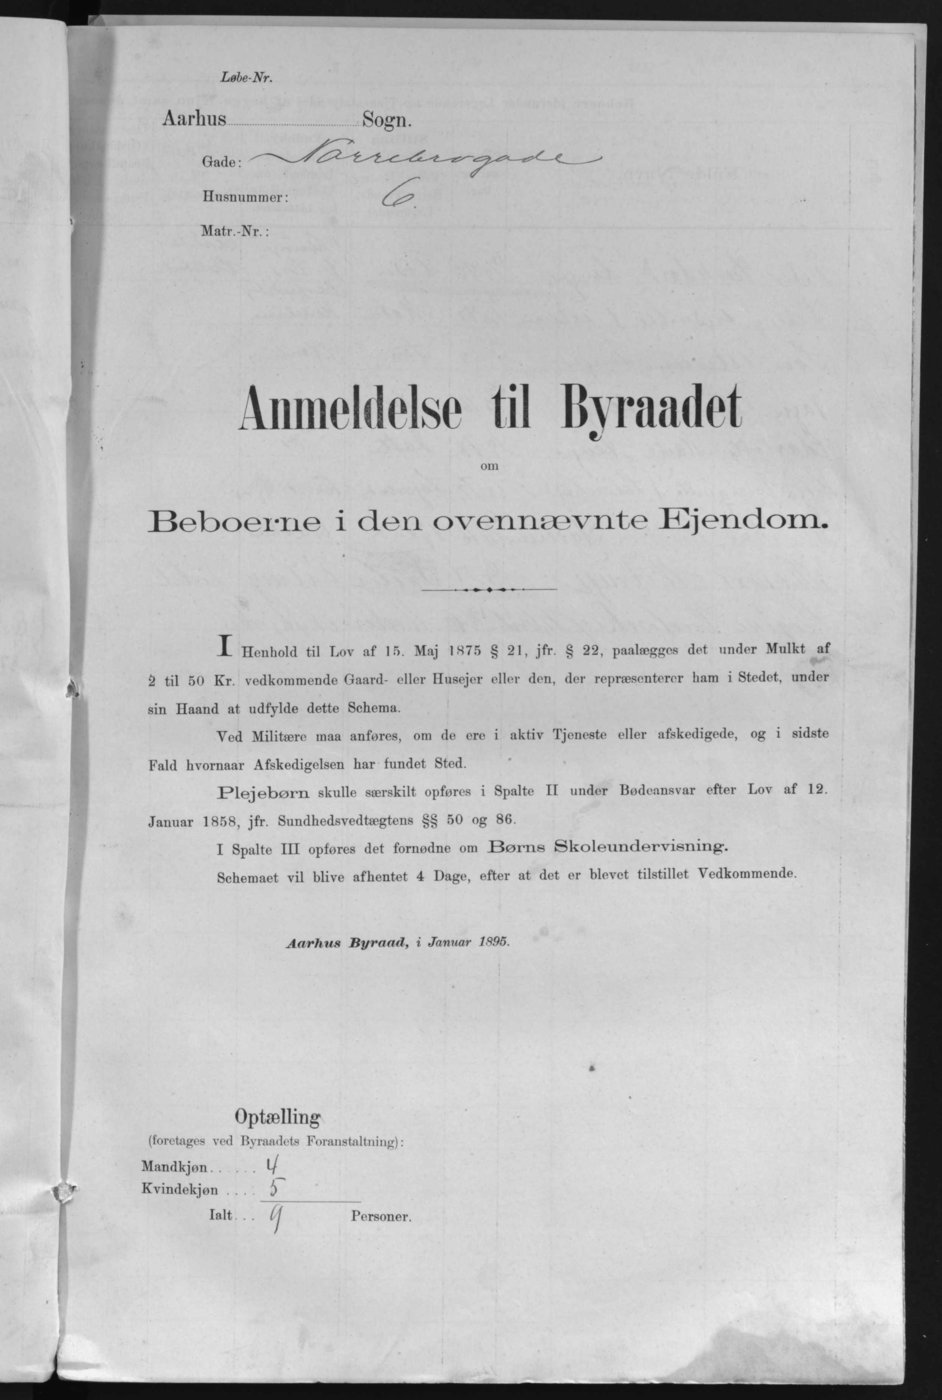 Løbe-Nr.
Aarhus Sogn.
Gade: Nørrebrogade
Husnummer: 6.
Matr.-Nr.:
Anmeldelse til Byraadet
om
Beboerne i den ovennævnte Ejendom.
I Henhold til Lov af 15. Maj 1875 § 21, jfr. § 22, paalægges det under Mulkt af
2 til 50 Kr. vedkommende Gaard- eller Husejer eller den, der repræsenterer ham i Stedet, under
sin Haand at udfylde dette Schema.
Ved Militære maa anføres, om de ere i aktiv Tjeneste eller afskedigede, og i sidste
Fald hvornaar Afskedigelsen har fundet Sted.
Plejebørn skulle særskilt opføres i Spalte II under Bødeansvar efter Lov af 12.
Januar 1858, jfr. Sundhedsvedtægtens §§ 50 og 86.
I Spalte III opføres det fornødne om Børns Skoleundervisning.
Schemaet vil blive afhentet 4 Dage, efter at det er blevet tilstillet Vedkommende.
Aarhus Byraad, i Januar 1895.
Optælling
(foretages ved Byraadets Foranstaltning):
Mandkjøn...... 4
Kvindekjøn .... 5
Ialt... 9 Personer.